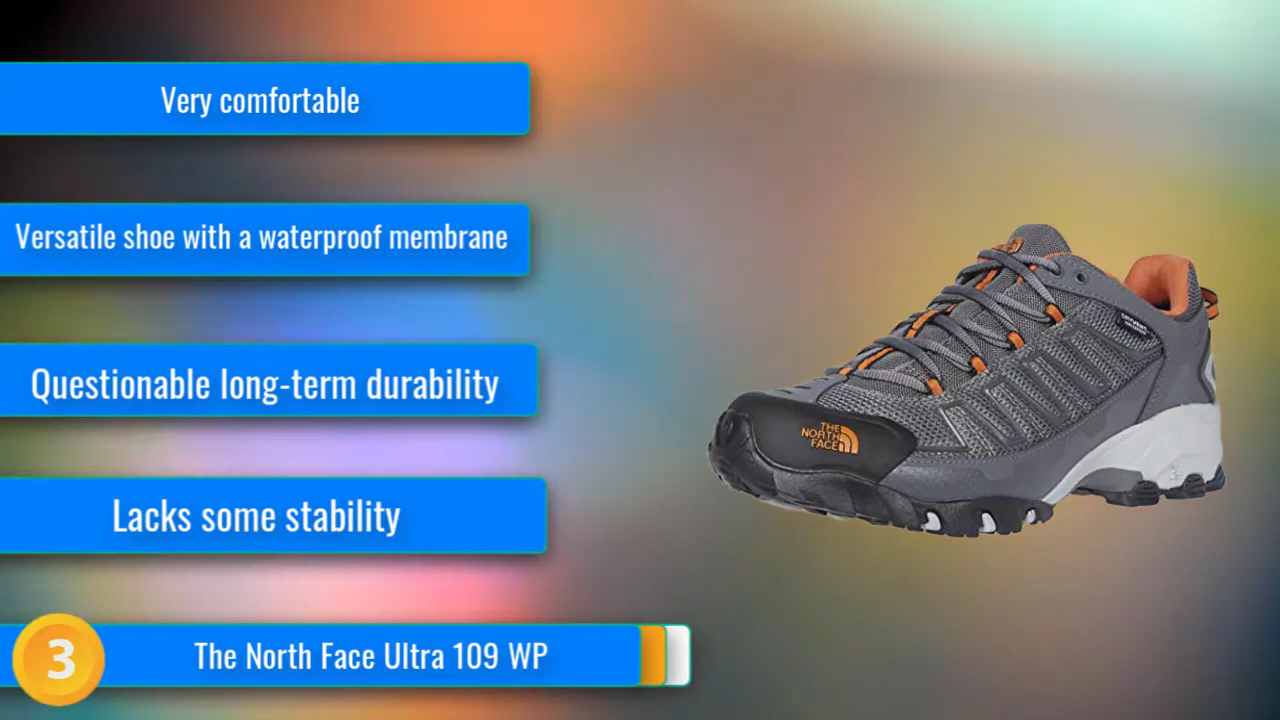 Very comfortable
Versatile shoe with a waterproof membrane
Questionable long-term durability
Lacks some stability
3
The North Face Ultra 109 WP
THE
NORTH
FACE